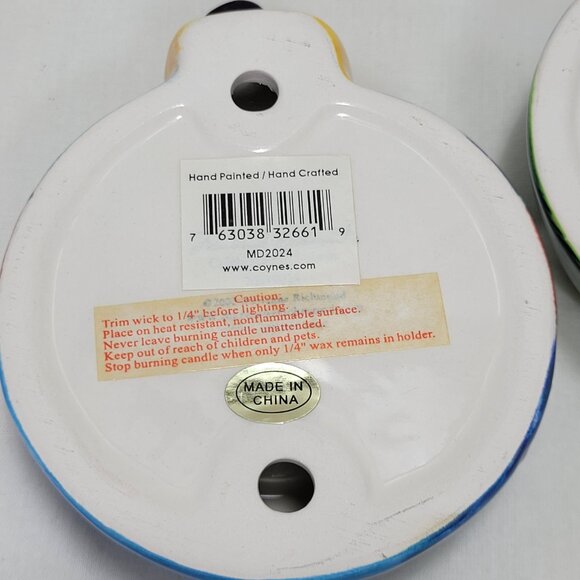 Hand Painted / Hand Crafted
7 63038 32661 9
MD2024
www.coynes.com
Caution:
Trim wick to 1/4" before lighting.
Place on heat resistant, nonflammable surface.
Never leave burning candle unattended.
Keep out of reach of children and pets.
Stop burning candle when only 1/4" wax remains in holder.
MADE IN
CHINA